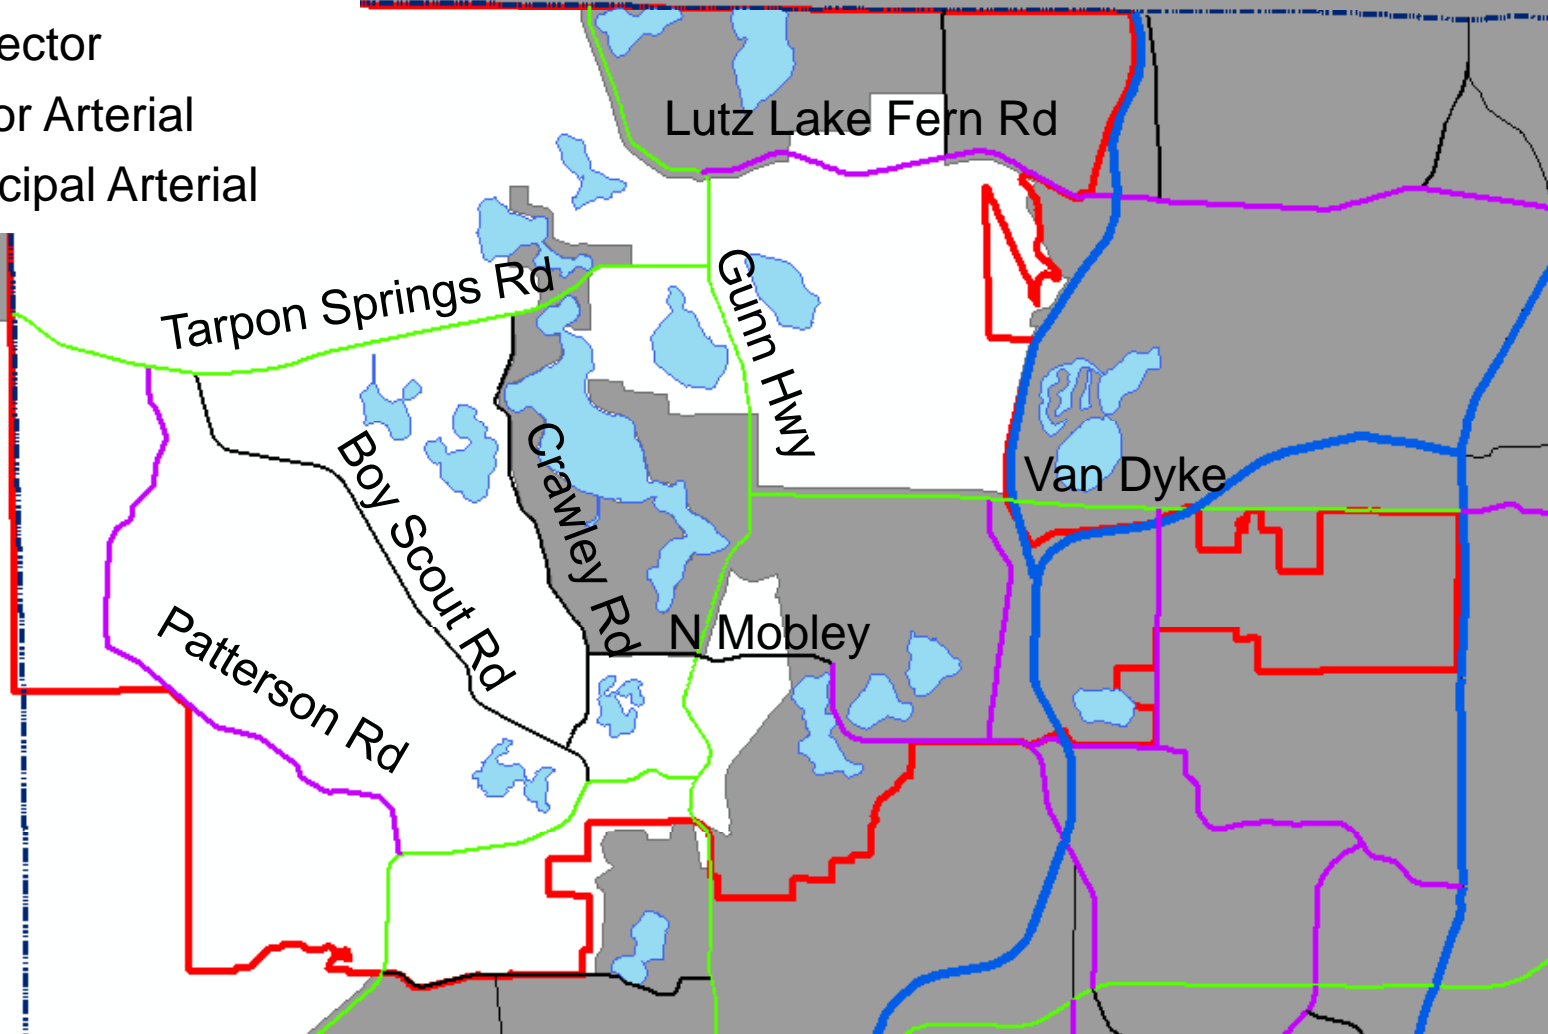 ector
or Arterial
cipal Arterial
Lutz Lake Fern Rd
Tarpon Springs Rd
Gunn Hwy
Van Dyke
Boy Scout Rd
Crawley Rd
N Mobley
Patterson Rd